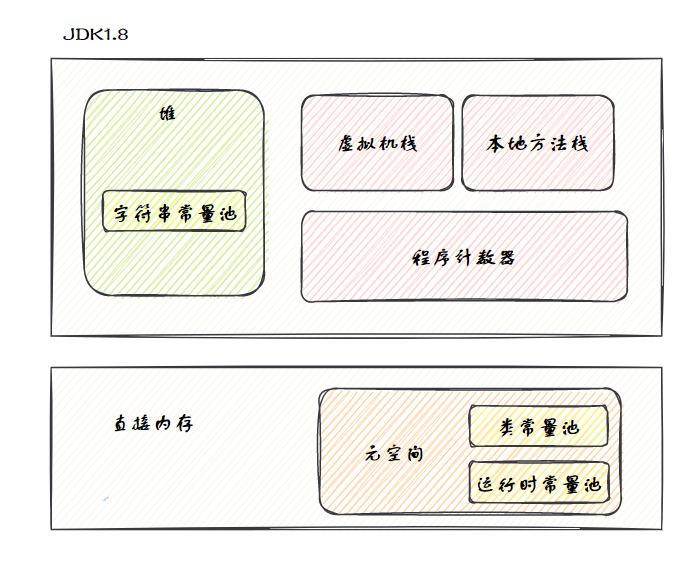 JDK1.8
堆
字符串常量池
虚拟机栈
本地方法栈
程序计数器
直接内存
元空间
类常量池
运行时常量池